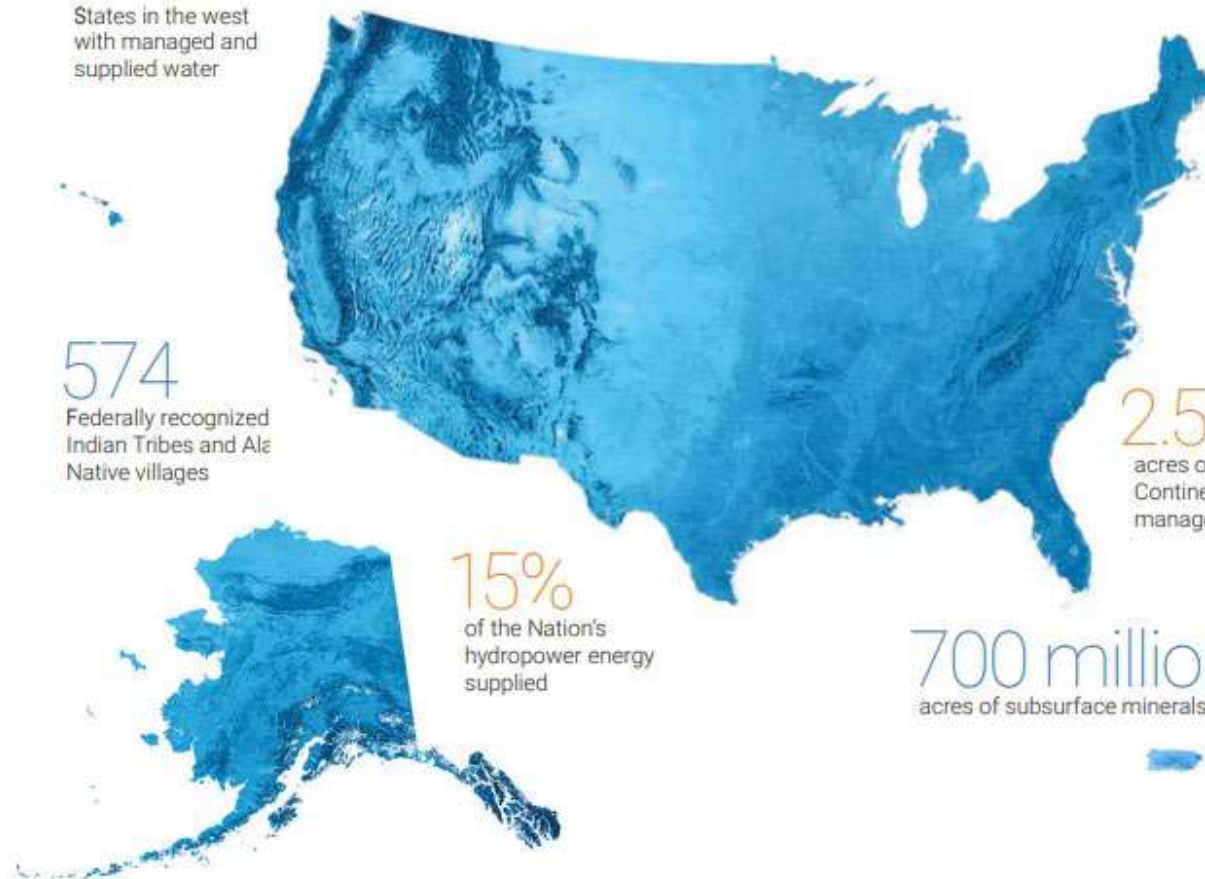 States in the west
with managed and
supplied water
574
Federally recognized
Indian Tribes and Ala
Native villages
2.5
acres o
Contine
manag
15%
of the Nation's
hydropower energy
supplied
700 millio
acres of subsurface minerals